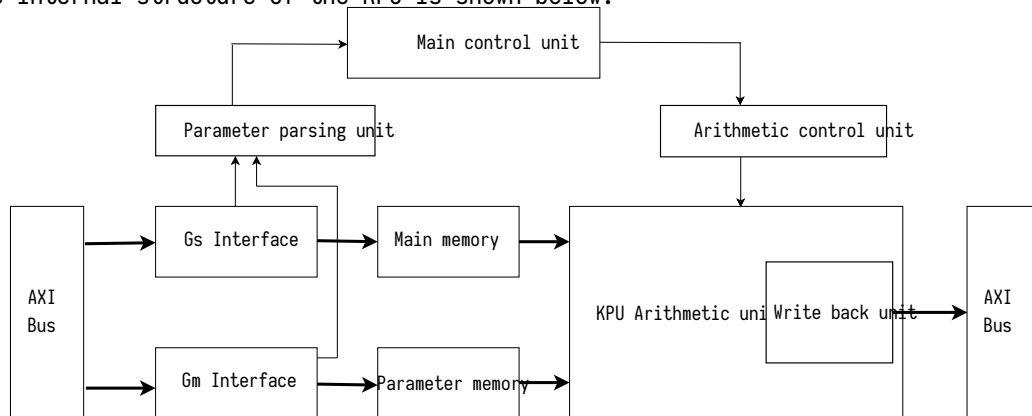 internal structure of the KPU is shown below.
Main control unit
Parameter parsing unit
Arithmetic control unit
Gs Interface
Main memory
AXI
Bus
KPU Arithmetic uni
Write back unit
AXI
Bus
Gm Interface
Parameter memory